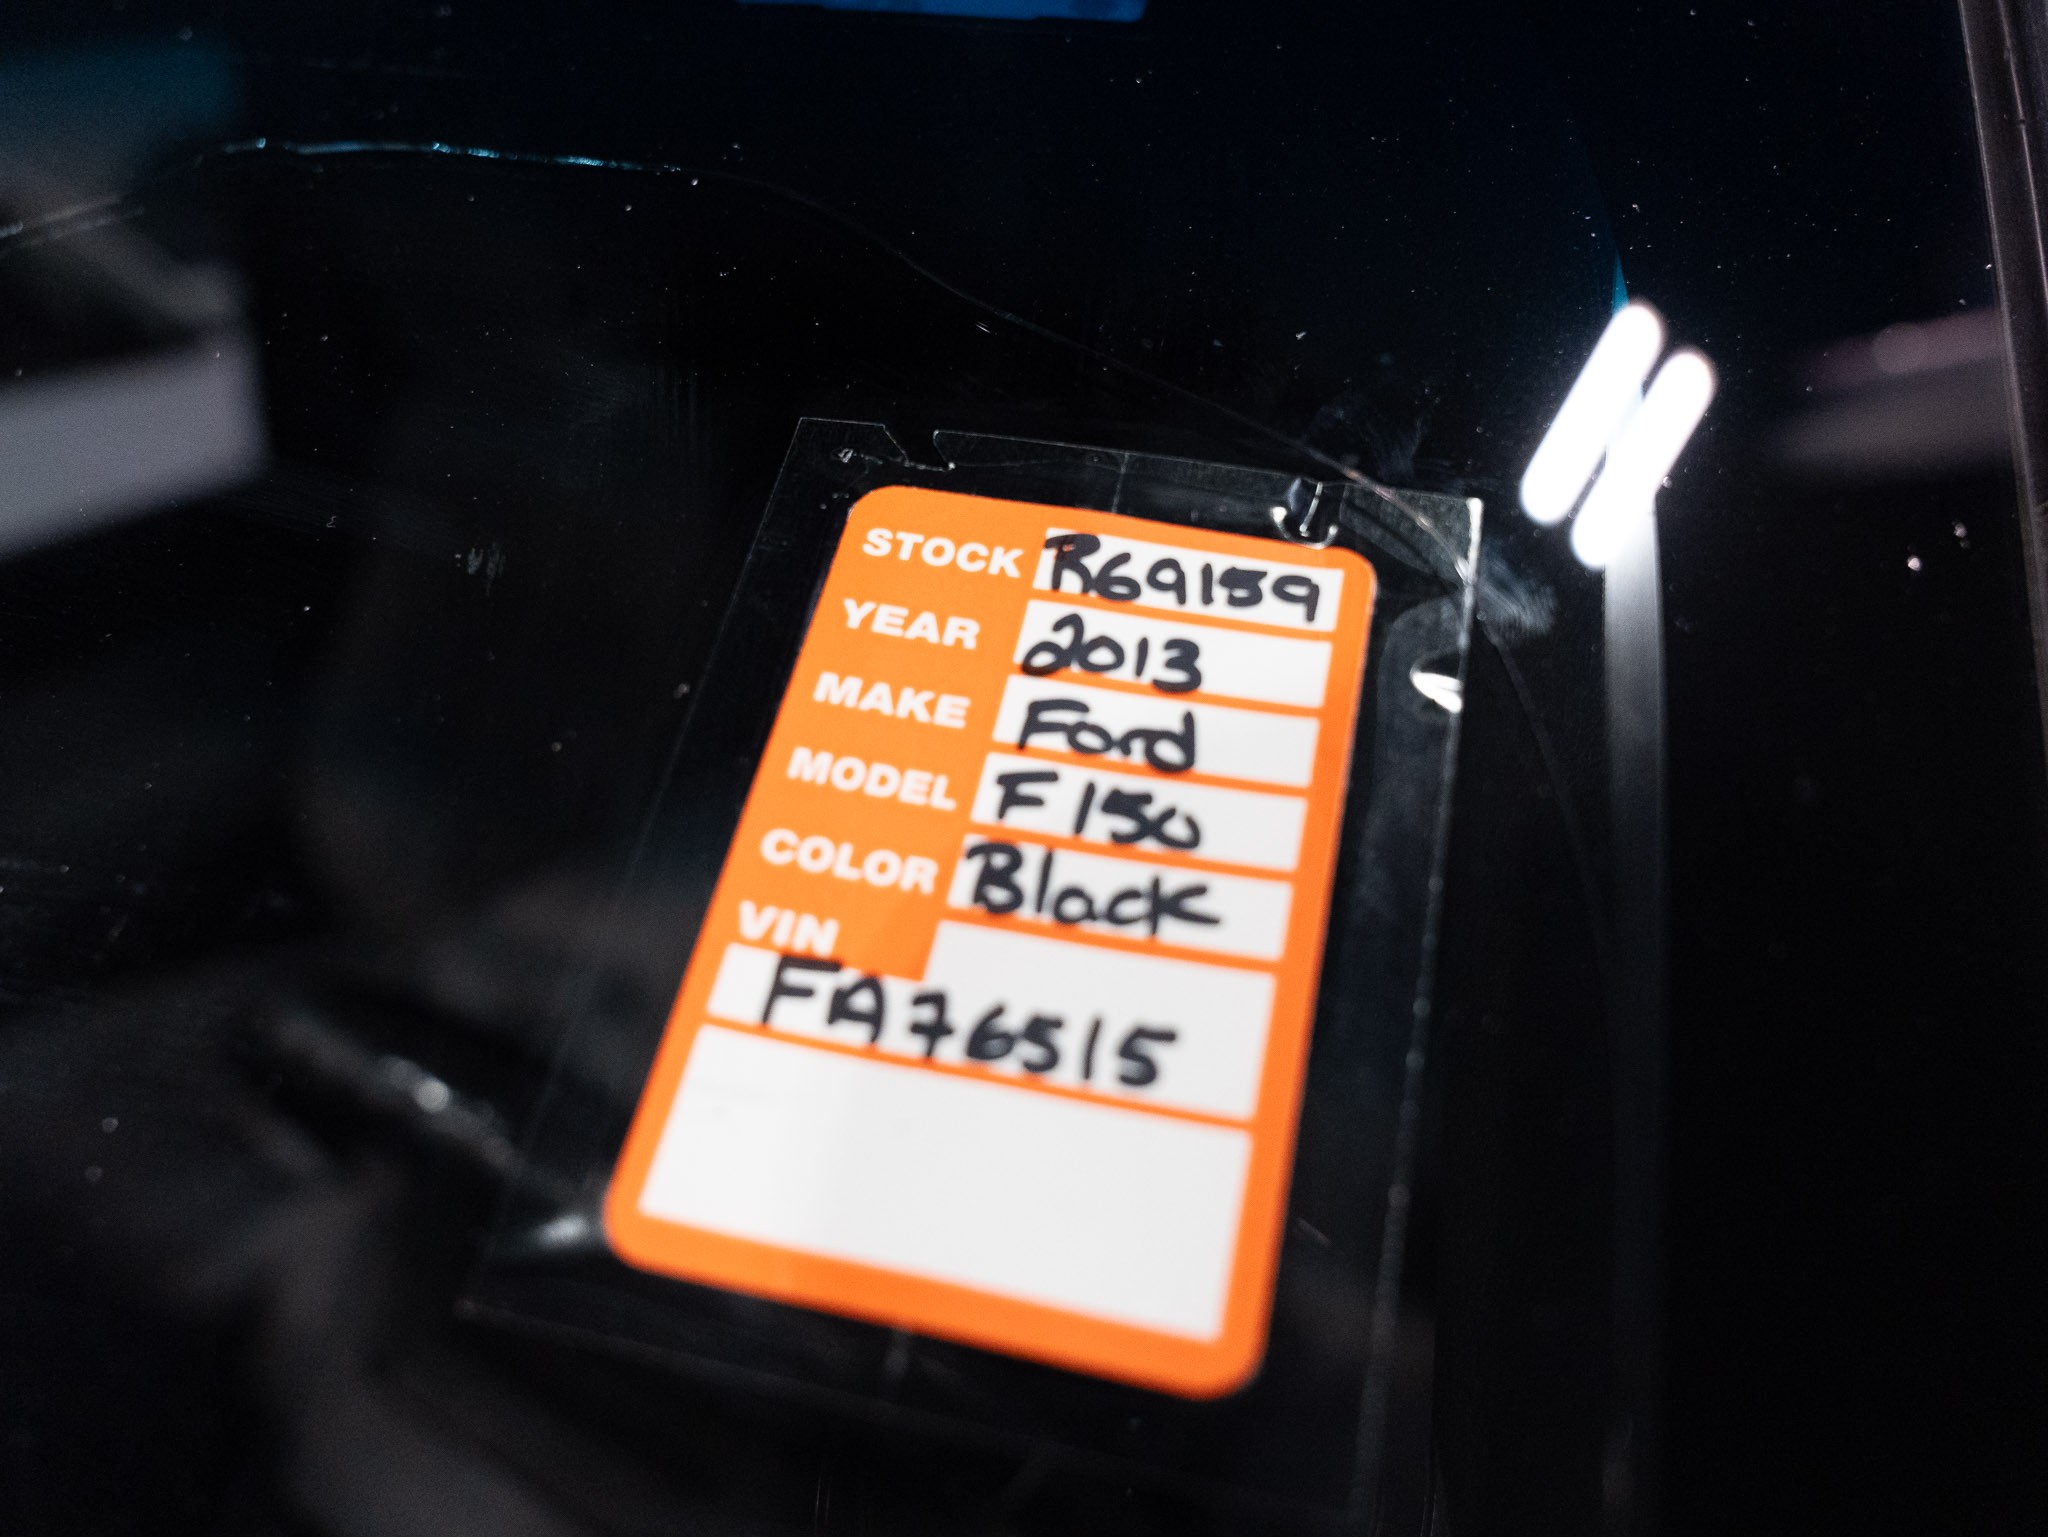 STOCK R69159
YEAR 2013
MAKE Ford
MODEL F150
COLOR Black
VIN
FA76515